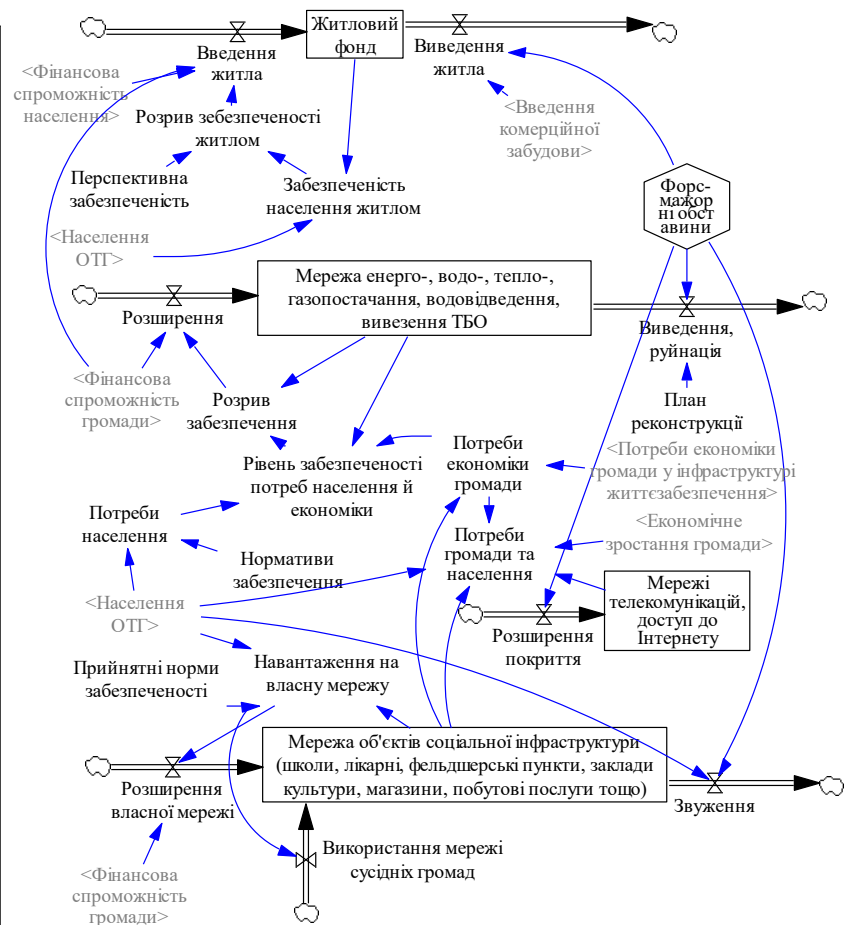 Житловий
фонд
Введення
житла
Виведення
житла
<Фінансова
спроможність
населення>
<Введення
комерційної
забудови>
Розрив зебезпеченості
житлом
Перспективна
забезпеченість
Забезпеченість
населення житлом
Форс-
мажор
ні обст
авини
<Населення
ОТГ>
Мережа енерго-, водо-, тепло-,
газопостачання, водовідведення,
вивезення ТБО
Розширення
Виведення,
руйнація
<Фінансова
спроможність
громади>
Розрив
забезпечення
План
реконструкції
Рівень забезпеченості
потреб населення й
економіки
Потреби
економіки
громади
<Потреби економіки
громади у інфраструктурі
життєзабезпечення>
Потреби
населення
Нормативи
забезпечення
Потреби
громади та
населення
<Економічне
зростання громади>
<Населення
ОТГ>
Мережі
телекомунікацій,
доступ до
Інтернету
Розширення
покриття
Прийнятні норми
забезпеченості
Навантаження на
власну мережу
Мережа об'єктів соціальної інфраструктури
(школи, лікарні, фельдшерські пункти, заклади
культури, магазини, побутові послуги тощо)
Розширення
власної мережі
Звуження
Використання мережі
сусідніх громад
<Фінансова
спроможність
громади>